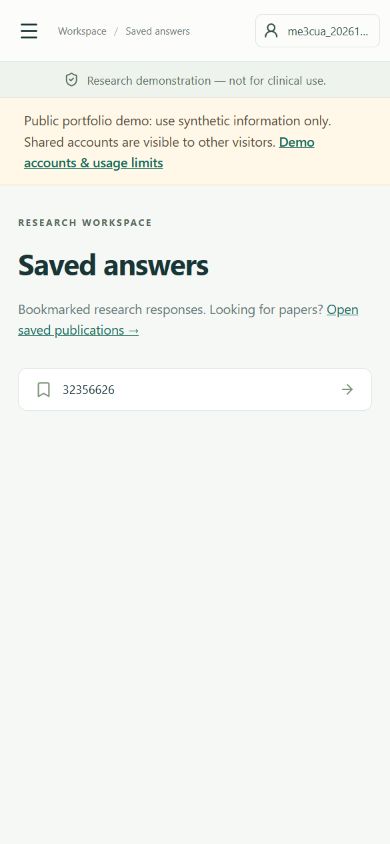 Workspace / Saved answers
me3cua_20261...
Research demonstration — not for clinical use.
Public portfolio demo: use synthetic information only.
Shared accounts are visible to other visitors. Demo
accounts & usage limits
RESEARCH WORKSPACE
Saved answers
Bookmarked research responses. Looking for papers? Open
saved publications →
32356626